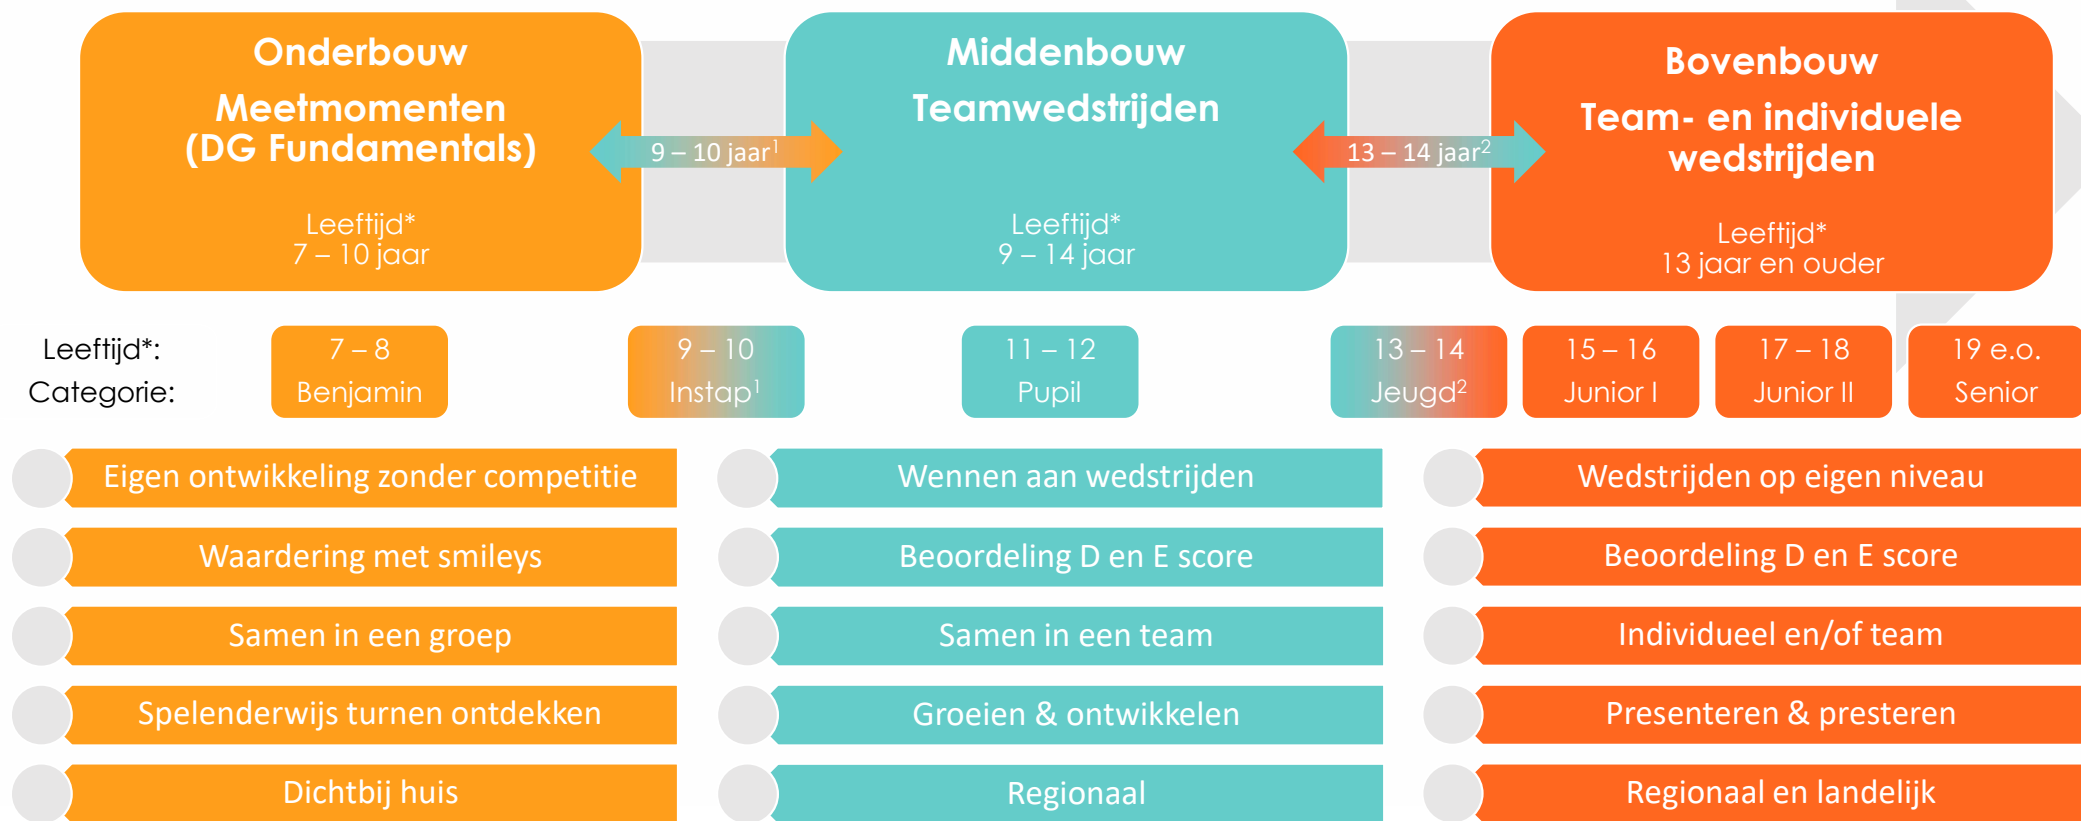 Onderbouw
Meetmomenten
(DG Fundamentals)
Leeftijd*
7 – 10 jaar
9 – 10 jaar¹
Middenbouw
Teamwedstrijden
Leeftijd*
9 – 14 jaar
13 – 14 jaar²
Bovenbouw
Team- en individuele
wedstrijden
Leeftijd*
13 jaar en ouder
Leeftijd*: 7 – 8 9 – 10 11 – 12 13 – 14 15 – 16 17 – 18 19 e.o.
Categorie: Benjamin Instap¹ Pupil Jeugd² Junior I Junior II Senior
Eigen ontwikkeling zonder competitie
Waardering met smileys
Samen in een groep
Spelenderwijs turnen ontdekken
Dichtbij huis
Wennen aan wedstrijden
Beoordeling D en E score
Samen in een team
Groeien & ontwikkelen
Regionaal
Wedstrijden op eigen niveau
Beoordeling D en E score
Individueel en/of team
Presenteren & presteren
Regionaal en landelijk